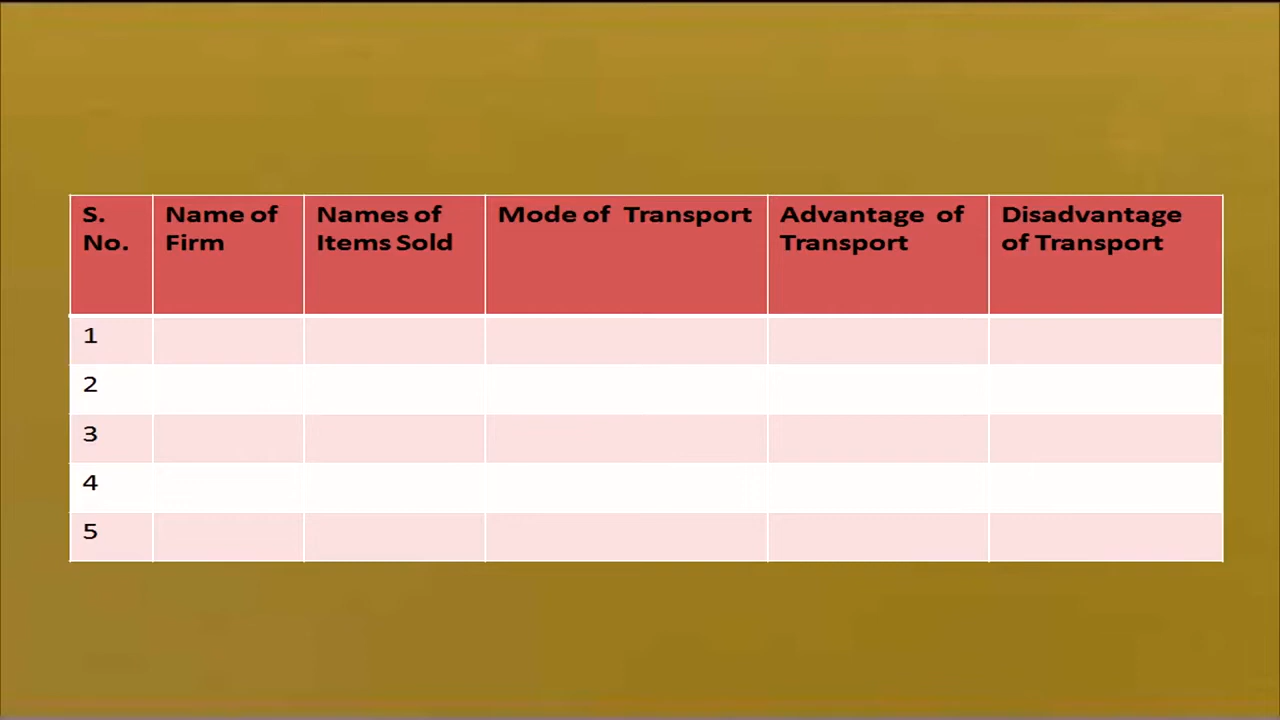 S. No.
Name of Firm
Names of Items Sold
Mode of Transport
Advantage of Transport
Disadvantage of Transport
1
2
3
4
5